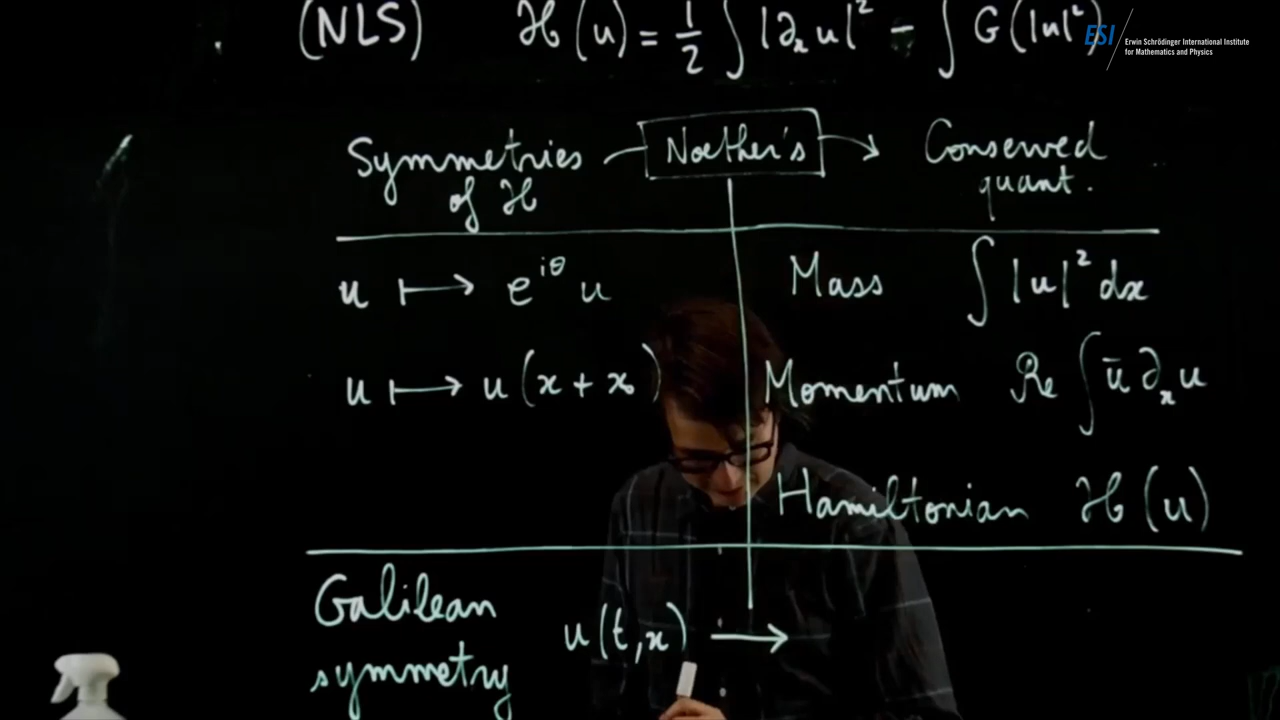 (NLS) ℋ(u) = 1/2 ∫ |∂ₓu|² − ∫ G(|u|²)
ESI Erwin Schrödinger International Institute
for Mathematics and Physics
Symmetries of ℋ — Noether's → Conserved quant.
u ⟼ e^{iθ} u Mass ∫ |u|² dx
u ⟼ u(x + x₀) Momentum Re ∫ ū ∂ₓu
Hamiltonian ℋ(u)
Galilean
symmetry u(t,x) →